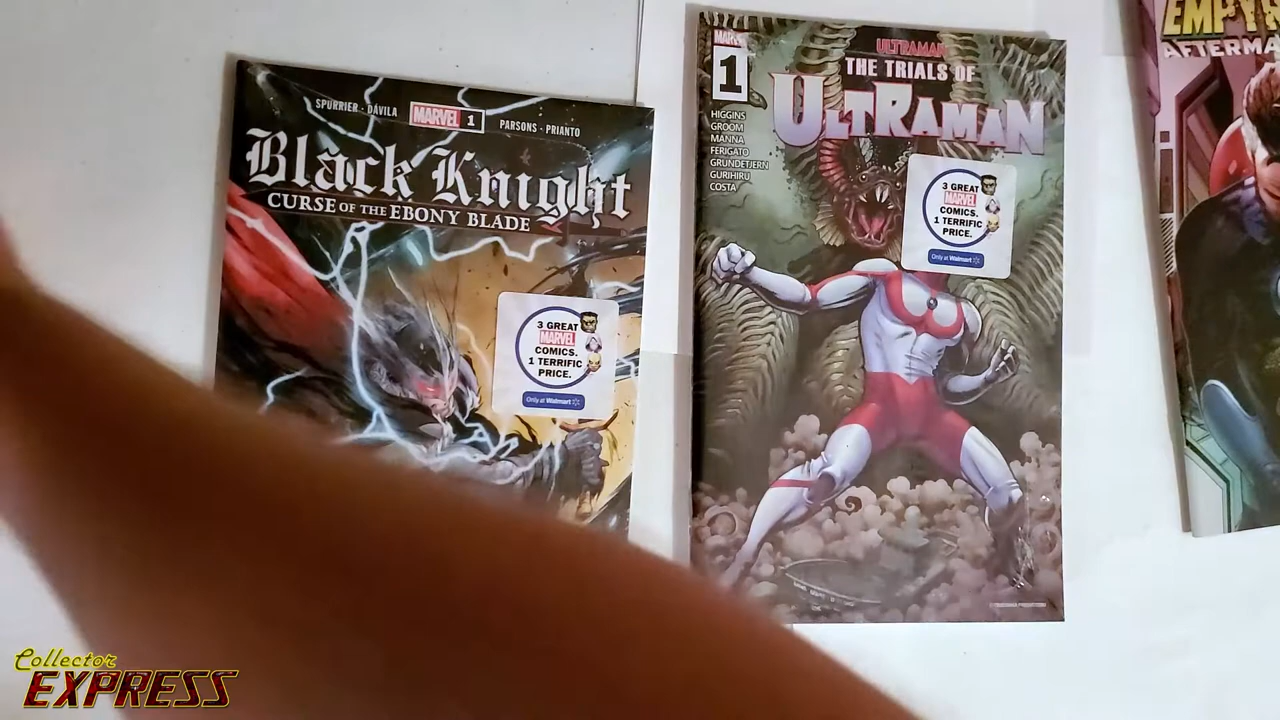 SPURRIER · DÁVILA
MARVEL 1
PARSONS · PRIANTO
Black Knight
CURSE OF THE EBONY BLADE
3 GREAT
MARVEL
COMICS.
1 TERRIFIC
PRICE.
Only at Walmart
MARVEL
1
ULTRAMAN
THE TRIALS OF
ULTRAMAN
HIGGINS
GROOM
MANNA
FERIGATO
GRUNDETJERN
GURIHIRU
COSTA
3 GREAT
MARVEL
COMICS.
1 TERRIFIC
PRICE.
Only at Walmart
EMPY
AFTERMA
Collector
EXPRESS